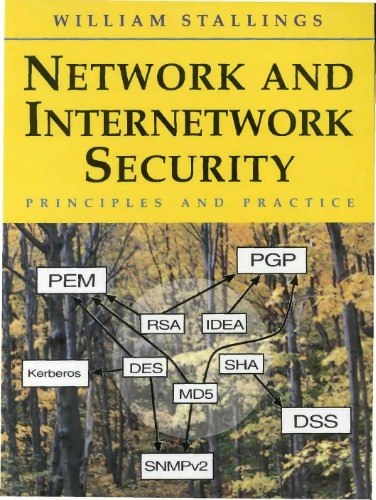 WILLIAM STALLINGS
NETWORK AND
INTERNETWORK
SECURITY
PRINCIPLES AND PRACTICE
PGP
PEM
RSA
IDEA
Kerberos
DES
SHA
MD5
DSS
SNMPv2